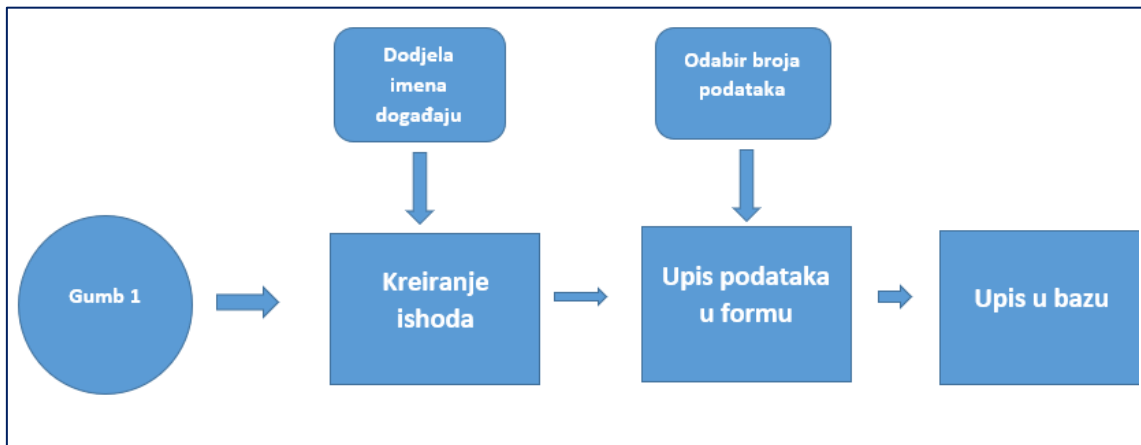 Dodjela
imena
događaju
Odabir broja
podataka
Gumb 1
Kreiranje
ishoda
Upis podataka
u formu
Upis u bazu